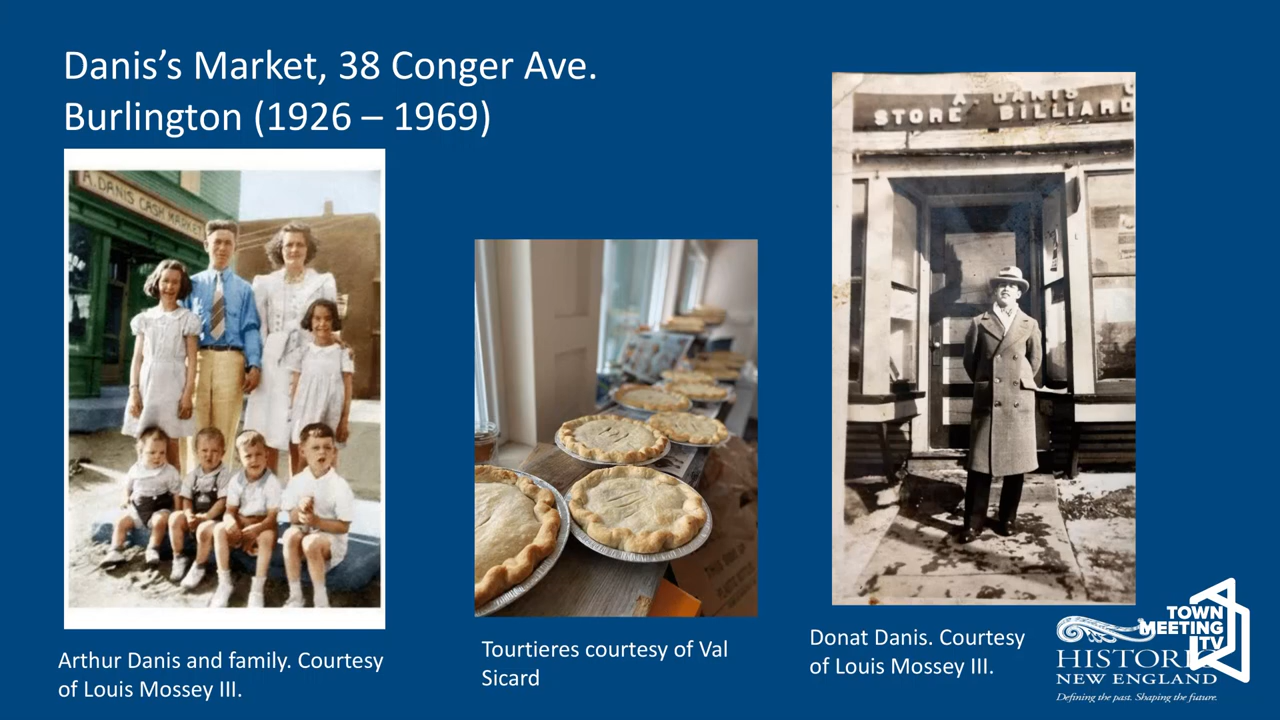 Danis’s Market, 38 Conger Ave.
Burlington (1926 – 1969)
A. DANIS CASH MARKET
A. DANIS
STORE BILLIARD
Arthur Danis and family. Courtesy
of Louis Mossey III.
Tourtieres courtesy of Val
Sicard
Donat Danis. Courtesy
of Louis Mossey III.
TOWN
MEETING
TV
HISTORI
NEW ENGLAND
Defining the past. Shaping the future.